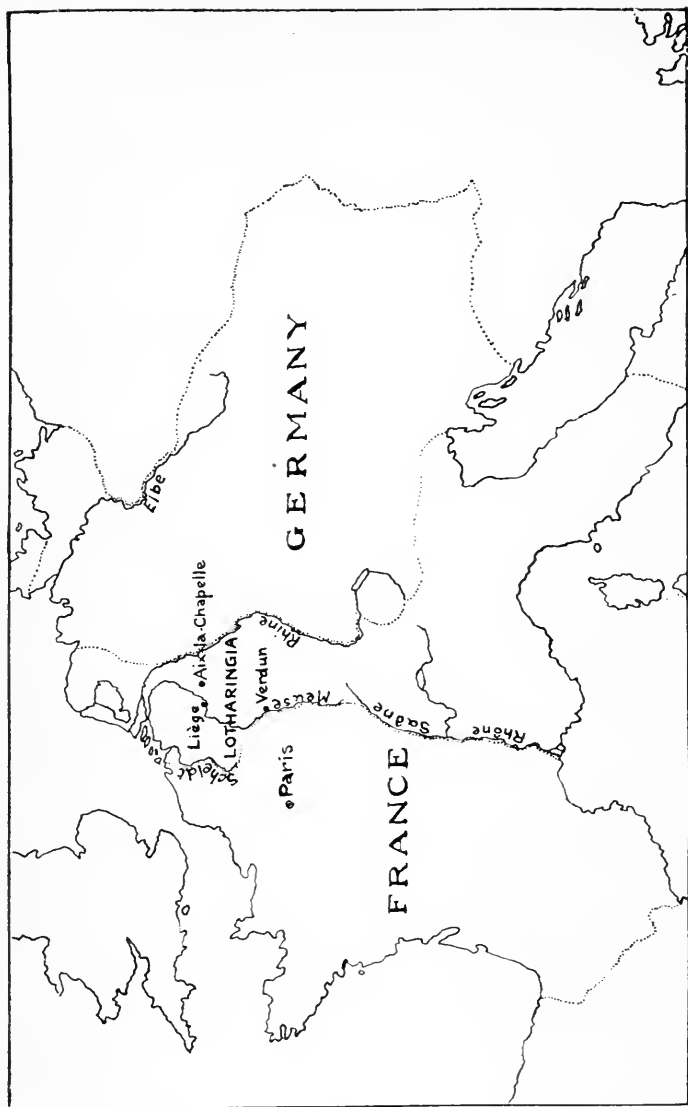 Elbe
GERMANY
Aix-la-Chapelle
Liège
LOTHARINGIA
Rhine
Verdun
Scheldt
Meuse
Paris
Saône
Rhône
FRANCE